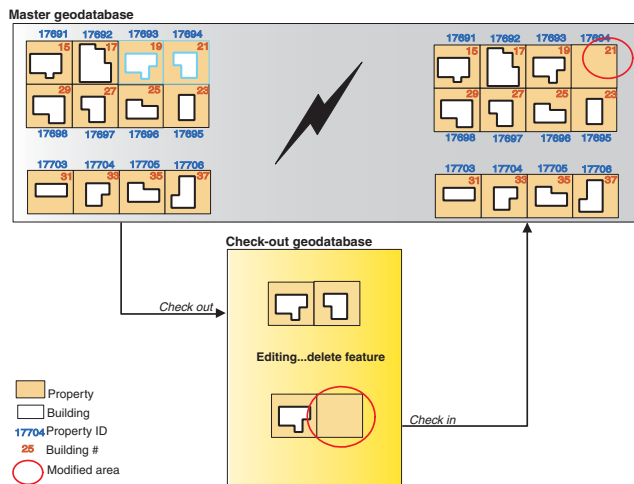 Master geodatabase
17691 17692 17693 17694
15 17 19 21
29 27 25 23
17698 17697 17696 17695
17703 17704 17705 17706
31 33 35 37
17691 17692 17693 17694
15 17 19 21
29 27 25 23
17698 17697 17696 17695
17703 17704 17705 17706
31 33 35 37
Check-out geodatabase
Check out
Editing...delete feature
Check in
Property
Building
17704 Property ID
25 Building #
Modified area